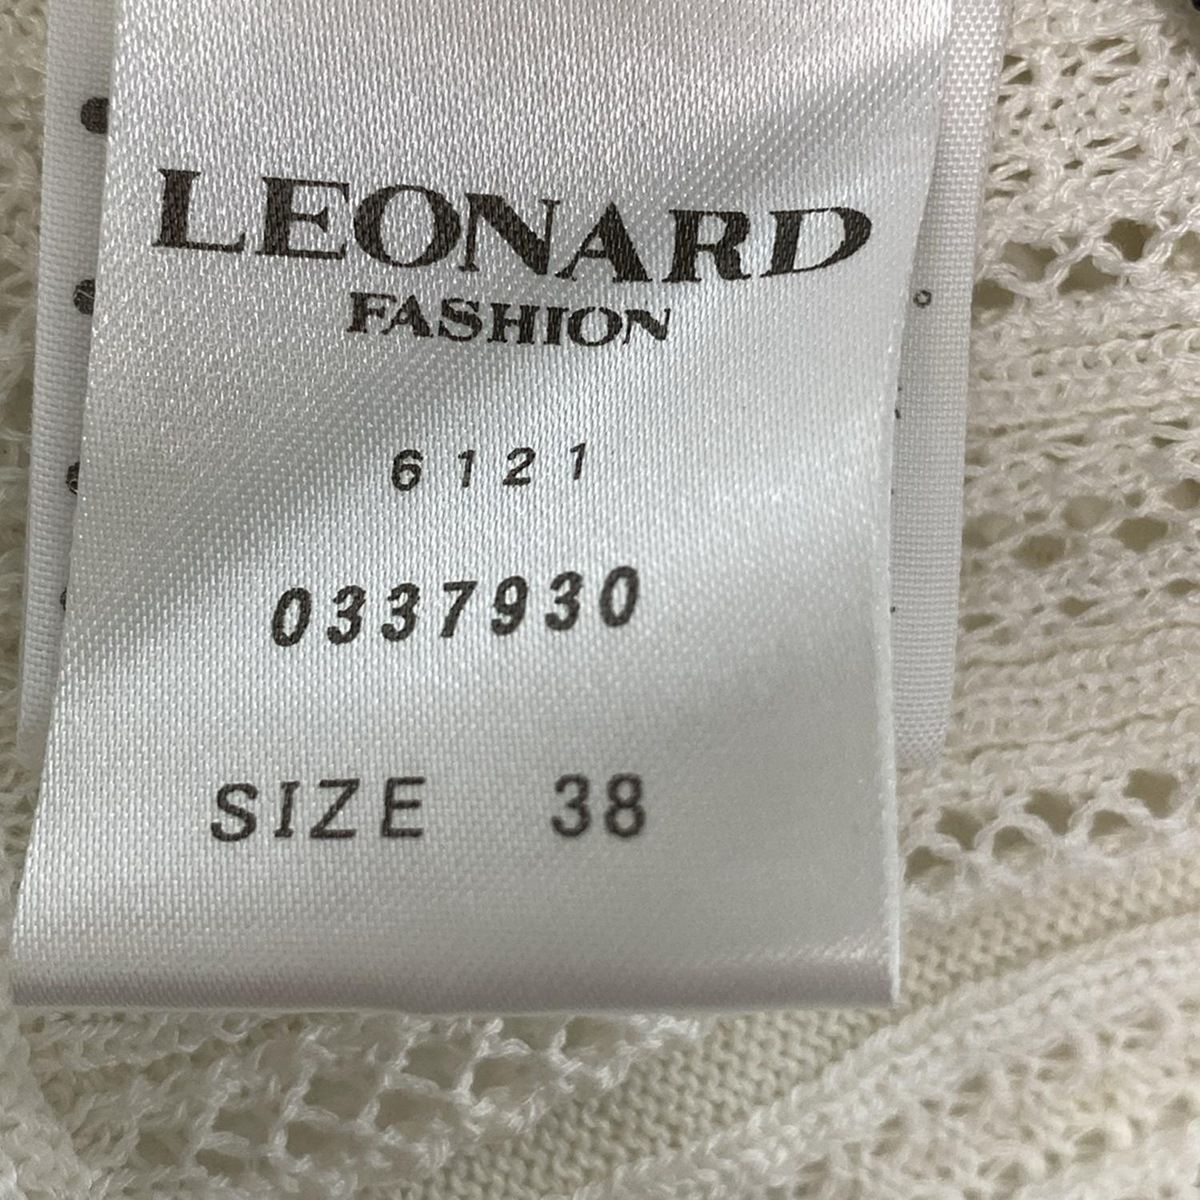 LEONARD
FASHION
6121
0337930
SIZE 38